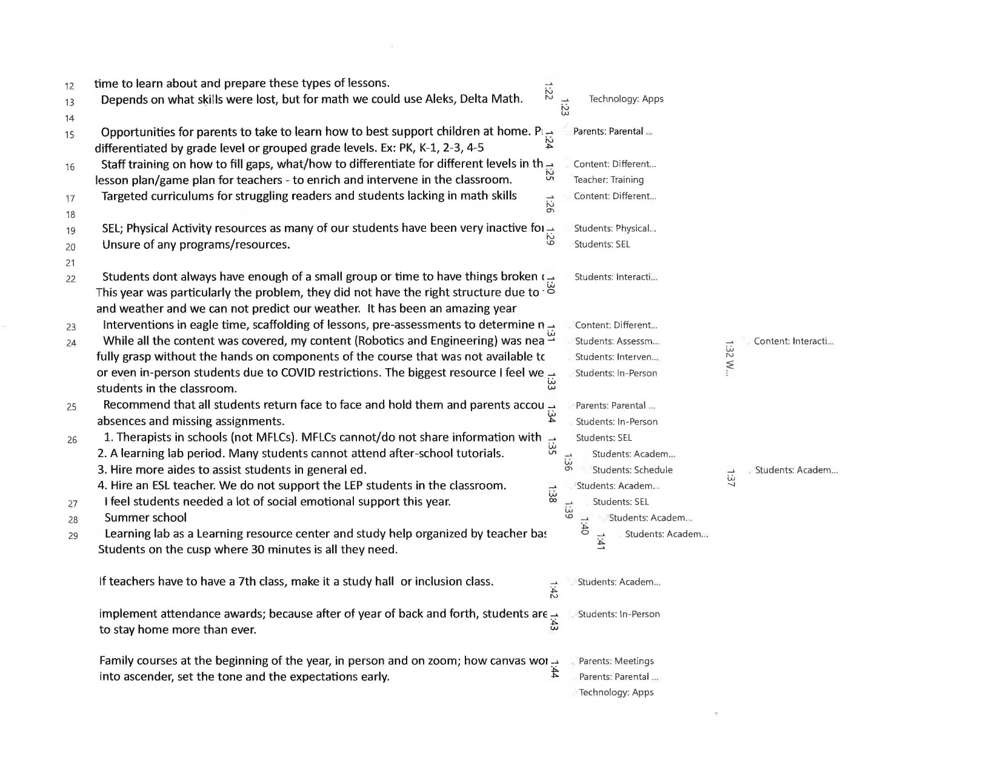 12 time to learn about and prepare these types of lessons. 1:22
13 Depends on what skills were lost, but for math we could use Aleks, Delta Math. 1:23 Technology: Apps
14
15 Opportunities for parents to take to learn how to best support children at home. 1:24 Parents: Parental ...
differentiated by grade level or grouped grade levels. Ex: PK, K-1, 2-3, 4-5
16 Staff training on how to fill gaps, what/how to differentiate for different levels in th 1:25 Content: Different...
lesson plan/game plan for teachers - to enrich and intervene in the classroom. Teacher: Training
17 Targeted curriculums for struggling readers and students lacking in math skills 1:26 Content: Different...
18
19 SEL; Physical Activity resources as many of our students have been very inactive for 1:29 Students: Physical...
20 Unsure of any programs/resources. Students: SEL
21
22 Students dont always have enough of a small group or time to have things broken 1:30 Students: Interacti...
This year was particularly the problem, they did not have the right structure due to
and weather and we can not predict our weather. It has been an amazing year
23 Interventions in eagle time, scaffolding of lessons, pre-assessments to determine n 1:31 Content: Different...
24 While all the content was covered, my content (Robotics and Engineering) was nea Students: Assessm... 1:32 W... Content: Interacti...
fully grasp without the hands on components of the course that was not available Students: Interven...
or even in-person students due to COVID restrictions. The biggest resource I feel we 1:33 Students: In-Person
students in the classroom.
25 Recommend that all students return face to face and hold them and parents accou 1:34 Parents: Parental ...
absences and missing assignments. Students: In-Person
26 1. Therapists in schools (not MFLCs). MFLCs cannot/do not share information with 1:35 Students: SEL
2. A learning lab period. Many students cannot attend after-school tutorials. 1:36 Students: Academ...
3. Hire more aides to assist students in general ed. Students: Schedule 1:37 Students: Academ...
4. Hire an ESL teacher. We do not support the LEP students in the classroom. 1:38 Students: Academ...
27 I feel students needed a lot of social emotional support this year. 1:39 Students: SEL
28 Summer school 1:40 Students: Academ...
29 Learning lab as a Learning resource center and study help organized by teacher 1:41 Students: Academ...
Students on the cusp where 30 minutes is all they need.
If teachers have to have a 7th class, make it a study hall or inclusion class. 1:42 Students: Academ...
implement attendance awards; because after of year of back and forth, students are 1:43 Students: In-Person
to stay home more than ever.
Family courses at the beginning of the year, in person and on zoom; how canvas 1:44 Parents: Meetings
into ascender, set the tone and the expectations early. Parents: Parental ...
Technology: Apps